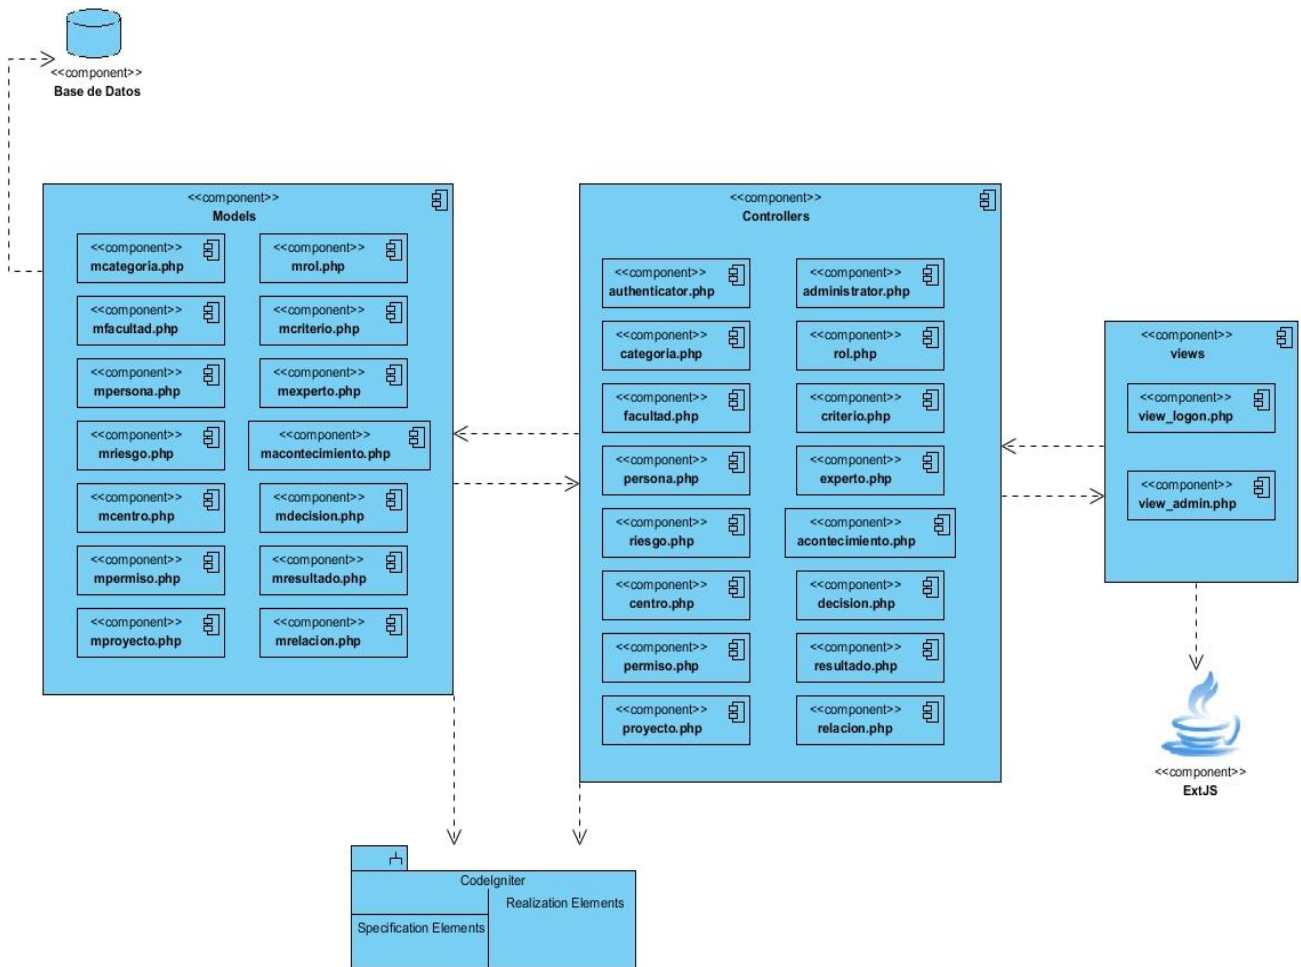 <<component>>
Base de Datos
<<component>>
Models
<<component>>
mcategoria.php
<<component>>
mrol.php
<<component>>
mfacultad.php
<<component>>
mcriterio.php
<<component>>
mpersona.php
<<component>>
mexperto.php
<<component>>
mriesgo.php
<<component>>
macontecimiento.php
<<component>>
mcentro.php
<<component>>
mdecision.php
<<component>>
mpermiso.php
<<component>>
mresultado.php
<<component>>
mproyecto.php
<<component>>
mrelacion.php
<<component>>
Controllers
<<component>>
authenticator.php
<<component>>
administrator.php
<<component>>
categoria.php
<<component>>
rol.php
<<component>>
facultad.php
<<component>>
criterio.php
<<component>>
persona.php
<<component>>
experto.php
<<component>>
riesgo.php
<<component>>
acontecimiento.php
<<component>>
centro.php
<<component>>
decision.php
<<component>>
permiso.php
<<component>>
resultado.php
<<component>>
proyecto.php
<<component>>
relacion.php
<<component>>
views
<<component>>
view_logon.php
<<component>>
view_admin.php
<<component>>
ExtJS
CodeIgniter
Realization Elements
Specification Elements